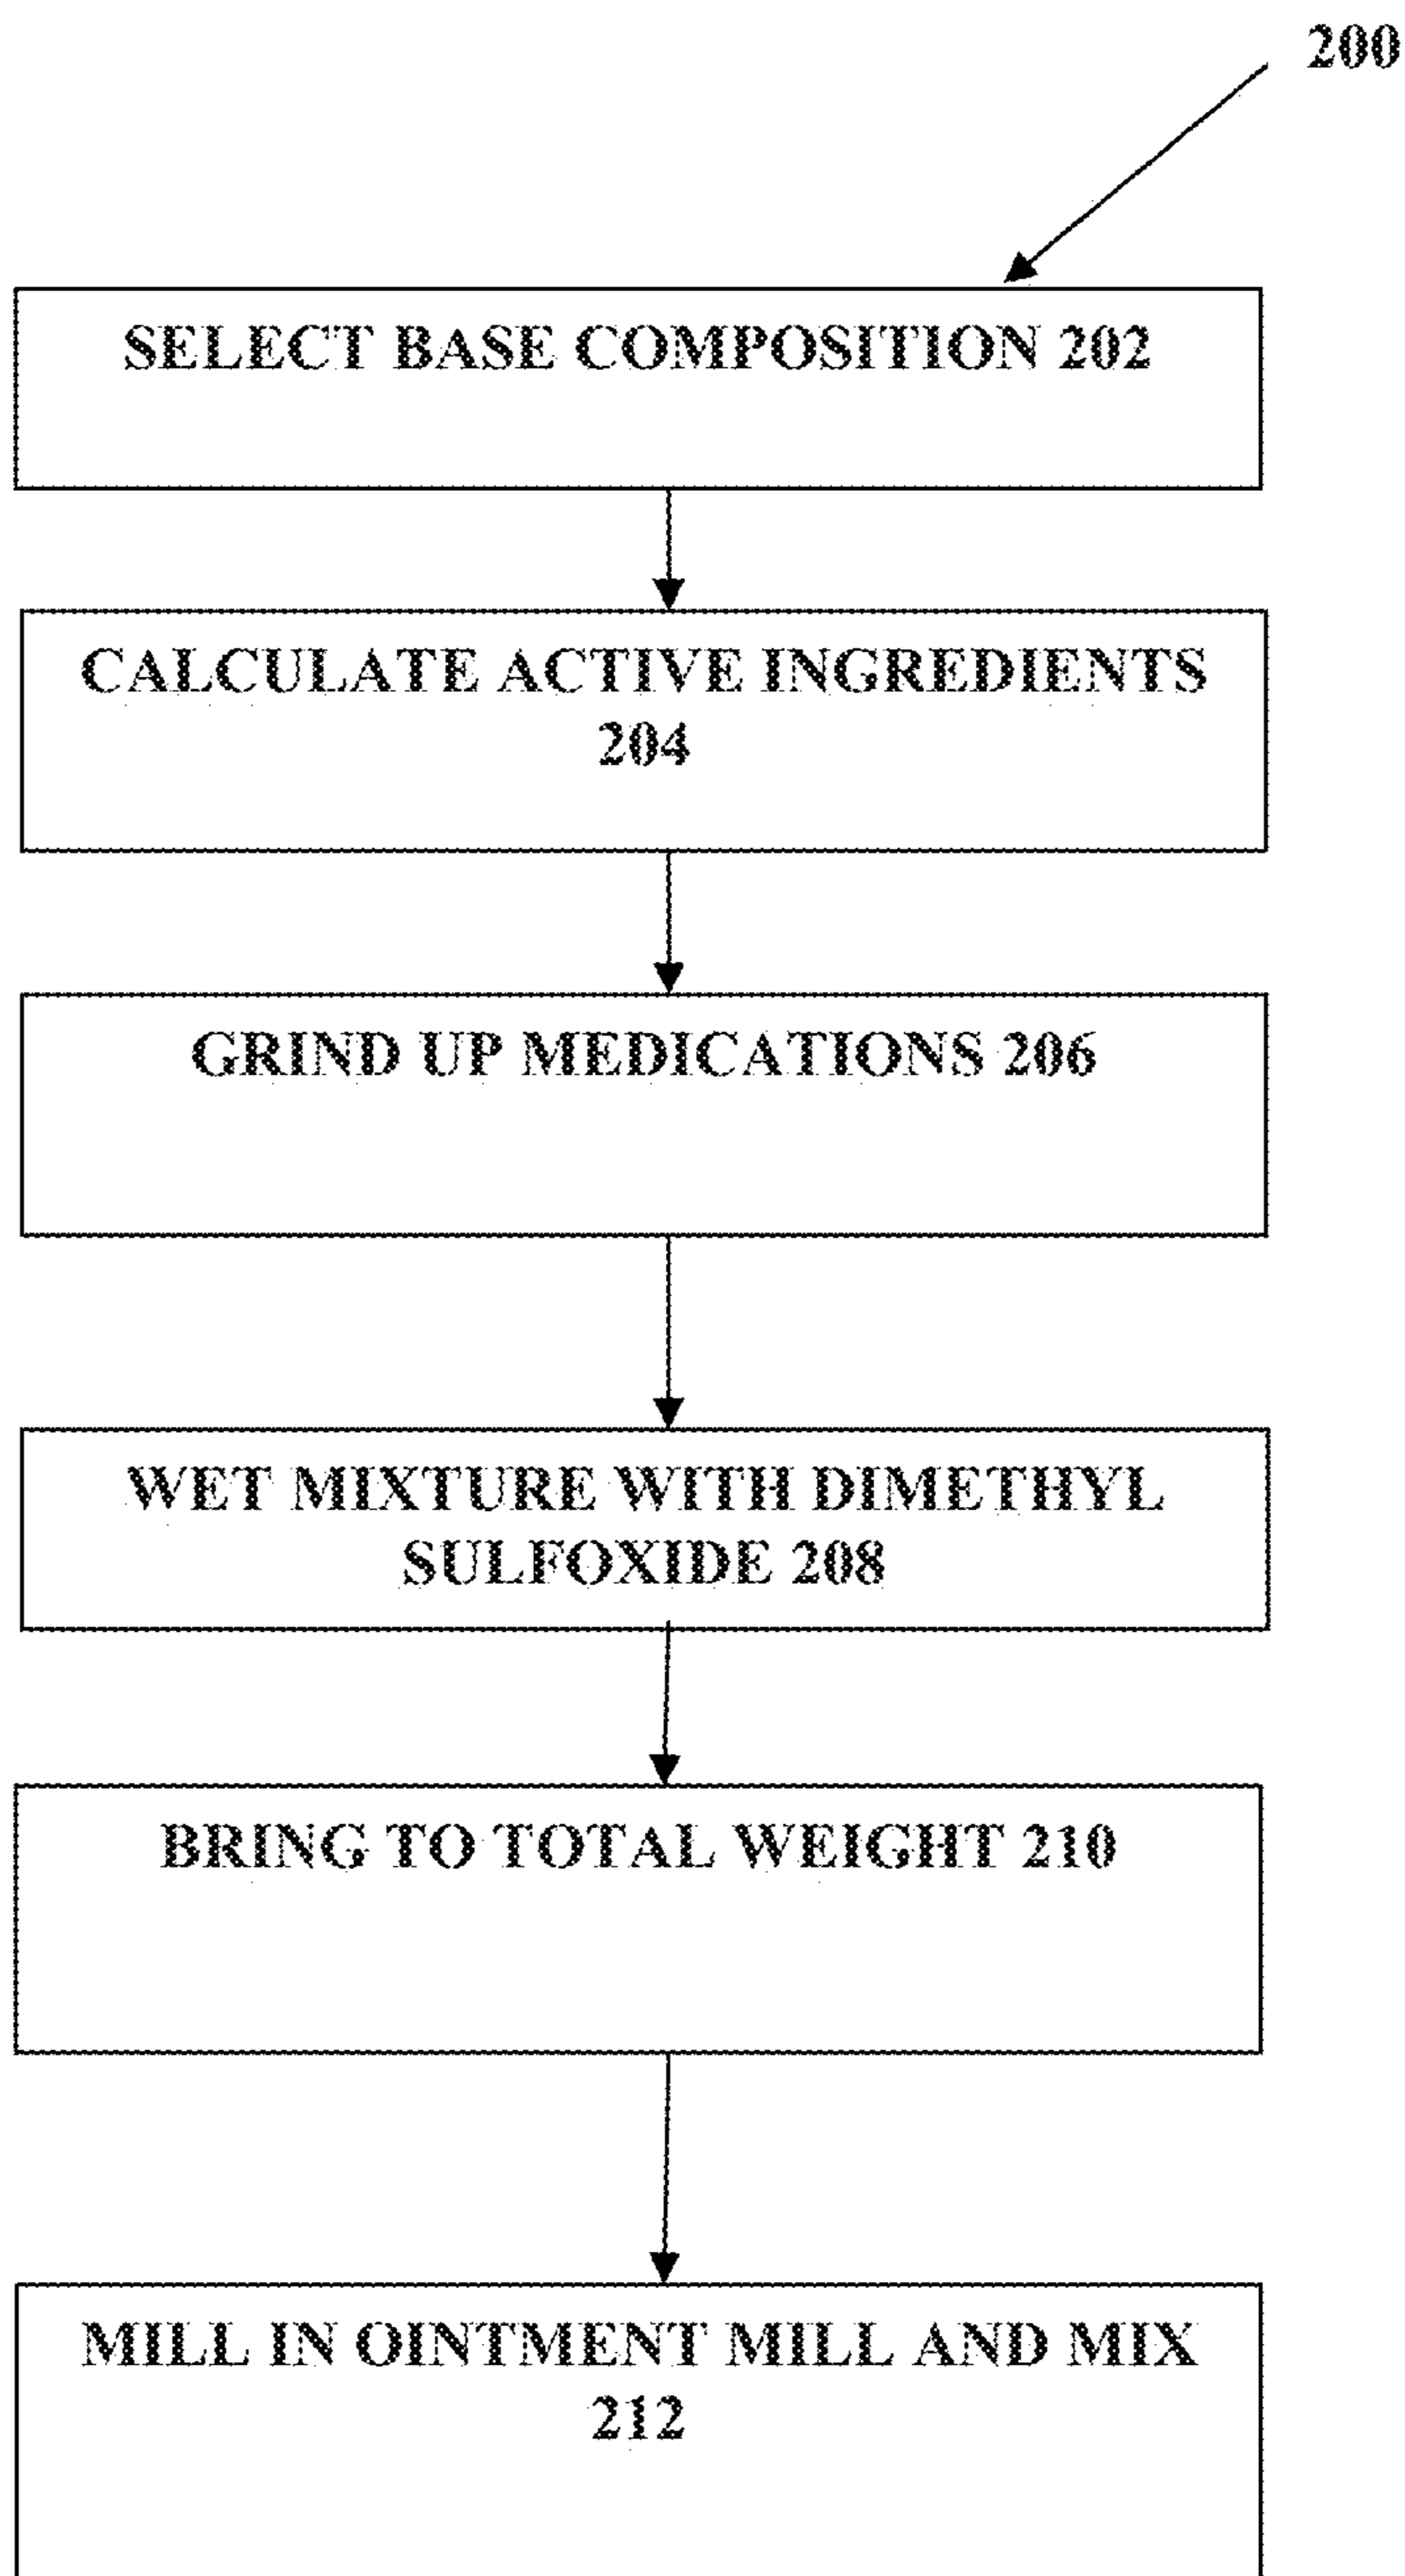 200
SELECT BASE COMPOSITION 202
CALCULATE ACTIVE INGREDIENTS
204
GRIND UP MEDICATIONS 206
WET MIXTURE WITH DIMETHYL
SULFOXIDE 208
BRING TO TOTAL WEIGHT 210
MILL IN OINTMENT MILL AND MIX
212